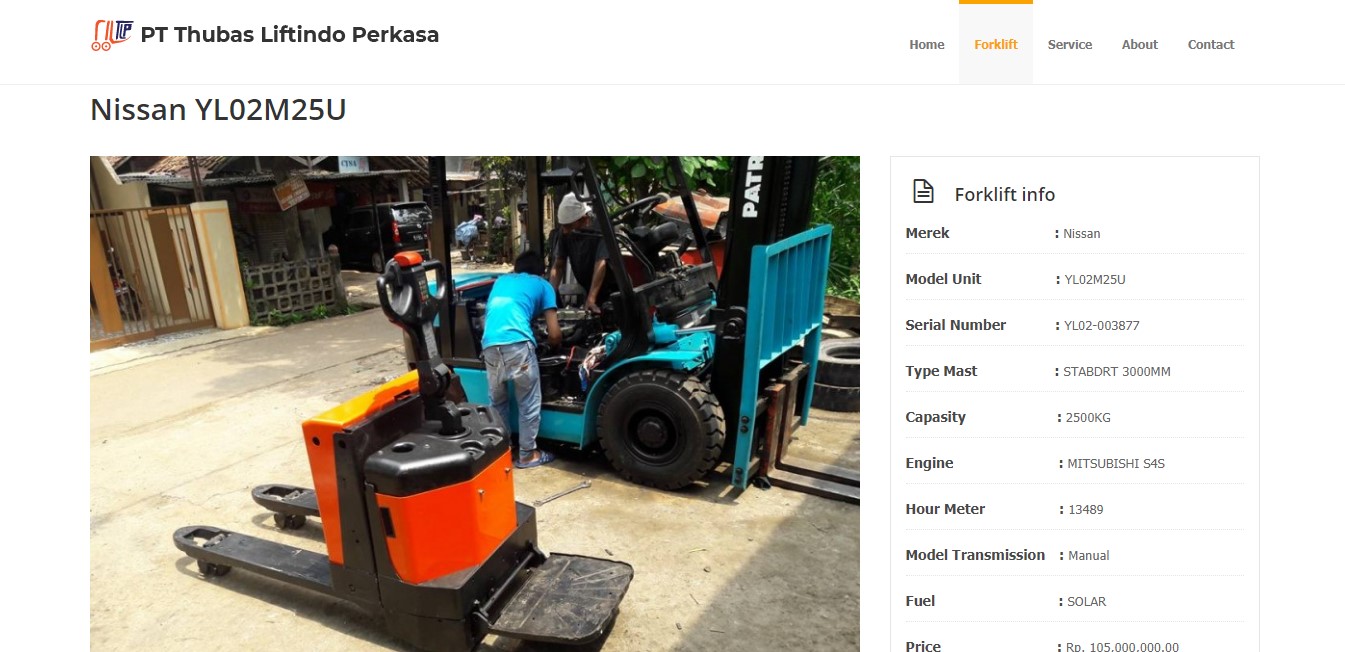 PT Thubas Liftindo Perkasa
Home Forklift Service About Contact
Nissan YL02M25U
PATR
Forklift info
Merek : Nissan
Model Unit : YL02M25U
Serial Number : YL02-003877
Type Mast : STABDRT 3000MM
Capasity : 2500KG
Engine : MITSUBISHI S4S
Hour Meter : 13489
Model Transmission : Manual
Fuel : SOLAR
Price : Rp. 105.000.000.00